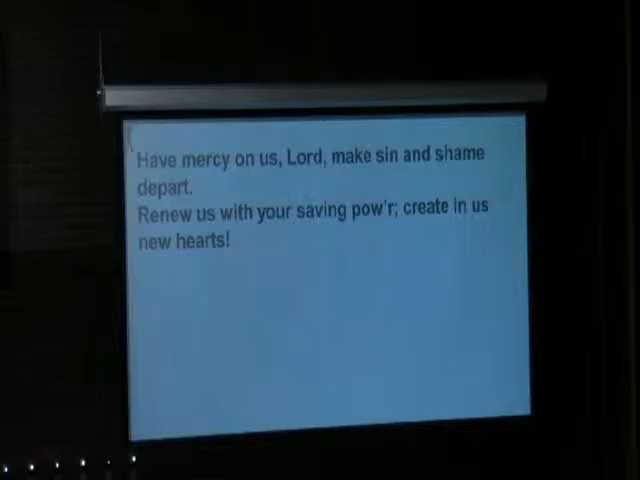 Have mercy on us, Lord, make sin and shame
depart.
Renew us with your saving pow'r; create in us
new hearts!